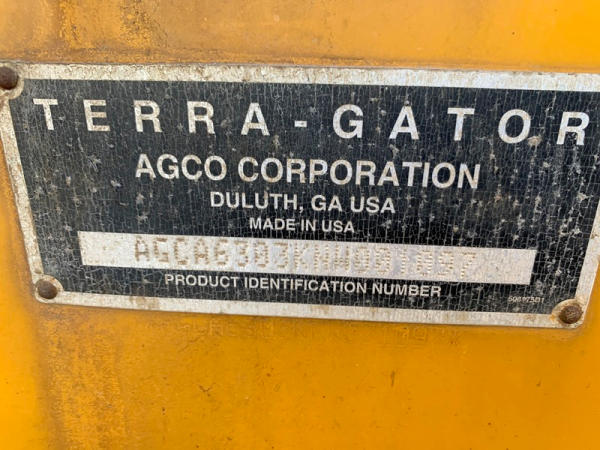 TERRA-GATOR
AGCO CORPORATION
DULUTH, GA USA
MADE IN USA
PRODUCT IDENTIFICATION NUMBER